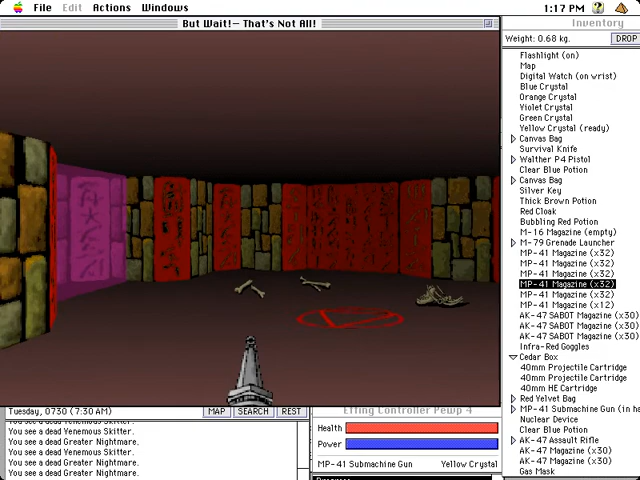 File Edit Actions Windows 1:17 PM
But Wait!— That's Not All!
Inventory
Weight: 0.68 kg. DROP
Flashlight (on)
Map
Digital Watch (on wrist)
Blue Crystal
Orange Crystal
Violet Crystal
Green Crystal
Yellow Crystal (ready)
Canvas Bag
Survival Knife
Walther P4 Pistol
Clear Blue Potion
Canvas Bag
Silver Key
Thick Brown Potion
Red Cloak
Bubbling Red Potion
M-16 Magazine (empty)
M-79 Grenade Launcher
MP-41 Magazine (x32)
MP-41 Magazine (x32)
MP-41 Magazine (x32)
MP-41 Magazine (x32)
MP-41 Magazine (x32)
MP-41 Magazine (x12)
AK-47 SABOT Magazine (x30)
AK-47 SABOT Magazine (x30)
AK-47 SABOT Magazine (x30)
Infra-Red Goggles
Cedar Box
40mm Projectile Cartridge
40mm Projectile Cartridge
40mm HE Cartridge
Red Velvet Bag
MP-41 Submachine Gun (in ha
Nuclear Device
Clear Blue Potion
AK-47 Assault Rifle
AK-47 Magazine (x30)
AK-47 Magazine (x30)
Gas Mask
Tuesday, 0730 (7:30 AM) MAP SEARCH REST
You see a dead Venomous Skitter.
You see a dead Greater Nightmare.
You see a dead Venomous Skitter.
You see a dead Greater Nightmare.
You see a dead Greater Nightmare.
Effing Controller Pewp 4
Health
Power
MP-41 Submachine Gun Yellow Crystal